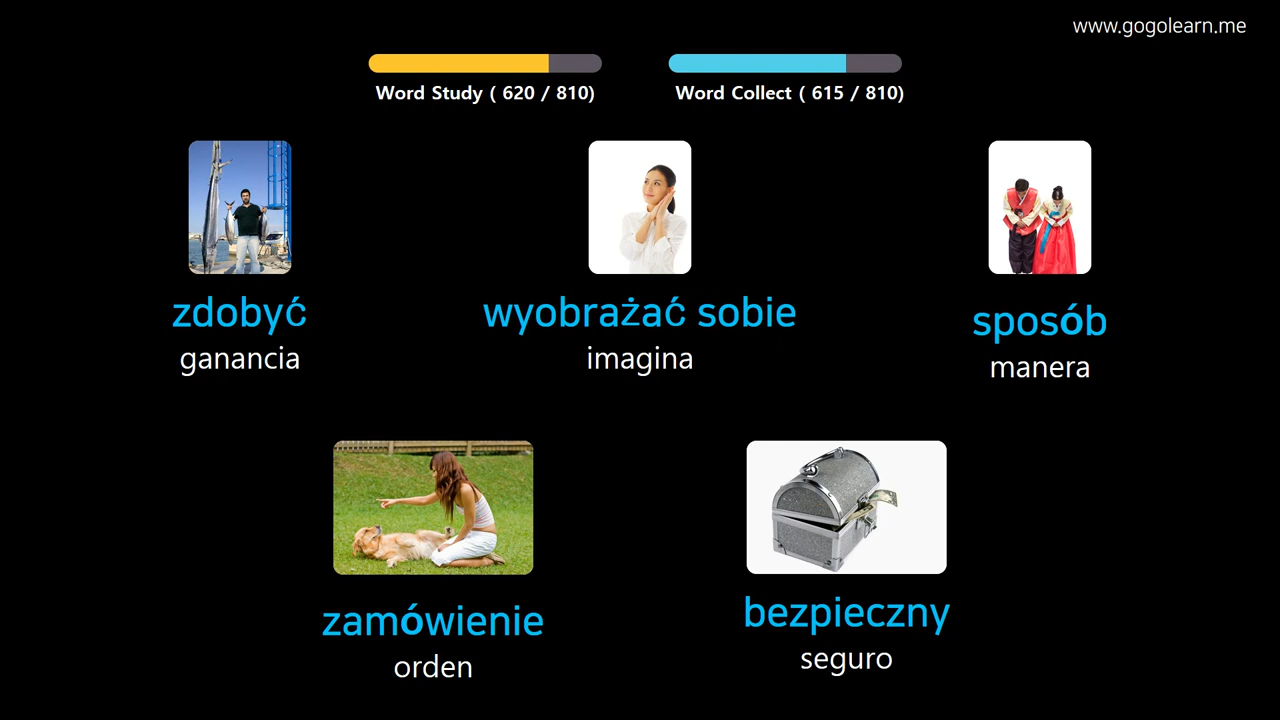 www.gogolearn.me
Word Study ( 620 / 810)
Word Collect ( 615 / 810)
zdobyć
ganancia
wyobrażać sobie
imagina
sposób
manera
zamówienie
orden
bezpieczny
seguro